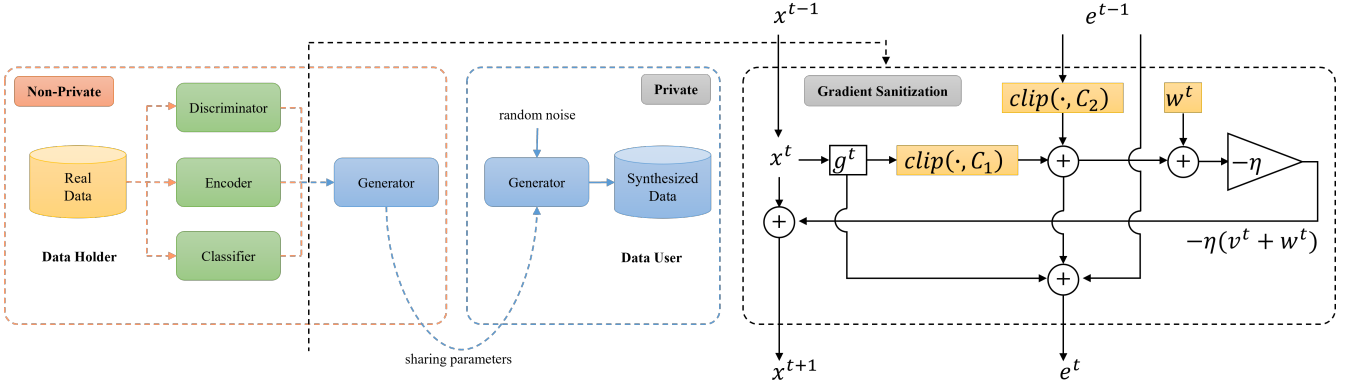 Non-Private
Discriminator
Real
Data
Encoder
Classifier
Data Holder
Generator
sharing parameters
Private
random noise
Generator
Synthesized
Data
Data User
x^{t-1}
e^{t-1}
Gradient Sanitization
clip(·, C_2)
w^t
x^t
g^t
clip(·, C_1)
+
+
−η
+
−η(v^t + w^t)
+
x^{t+1}
e^t